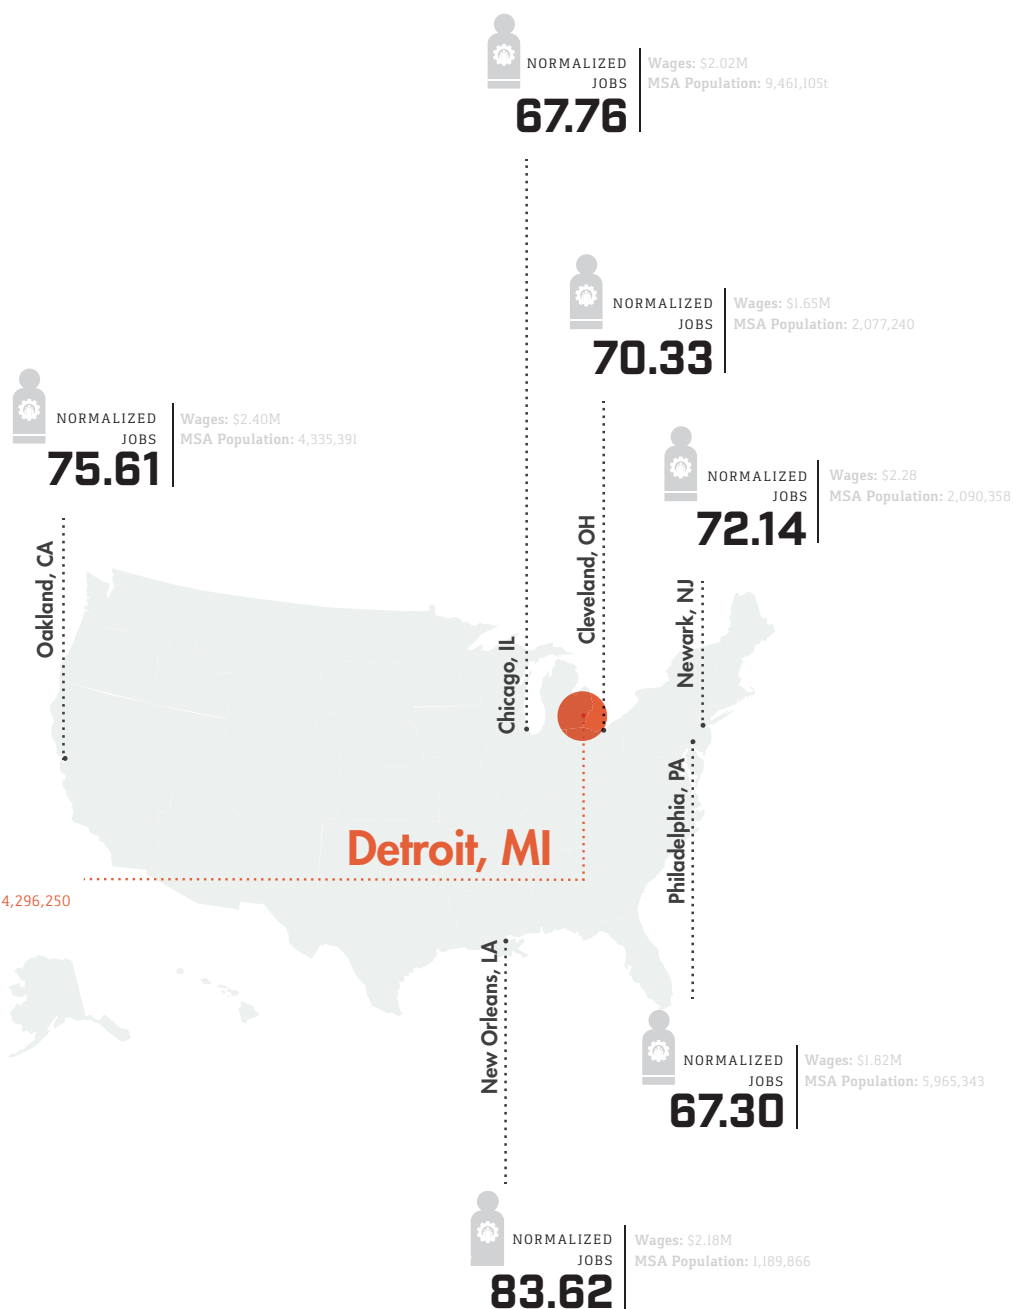 NORMALIZED
JOBS
67.76
Wages: $2.02M
MSA Population: 9,461,105t
NORMALIZED
JOBS
70.33
Wages: $1.65M
MSA Population: 2,077,240
NORMALIZED
JOBS
75.61
Wages: $2.40M
MSA Population: 4,335,391
NORMALIZED
JOBS
72.14
Wages: $2.28
MSA Population: 2,090,358
Oakland, CA
Chicago, IL
Cleveland, OH
Newark, NJ
Detroit, MI
4,296,250
Philadelphia, PA
New Orleans, LA
NORMALIZED
JOBS
67.30
Wages: $1.82M
MSA Population: 5,965,343
NORMALIZED
JOBS
83.62
Wages: $2.18M
MSA Population: 1,189,866